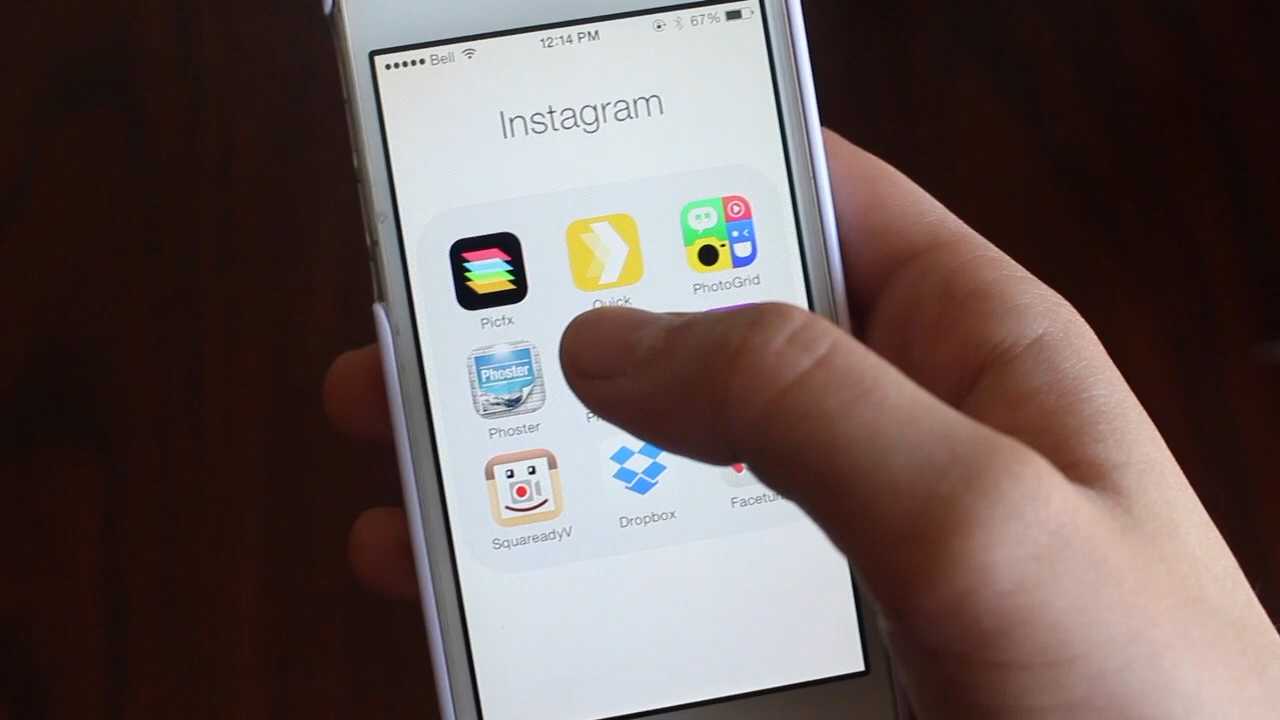 Bell 12:14 PM 67%
Instagram
Picfx Quick PhotoGrid
Phoster
Phoster
SquareadyV Dropbox